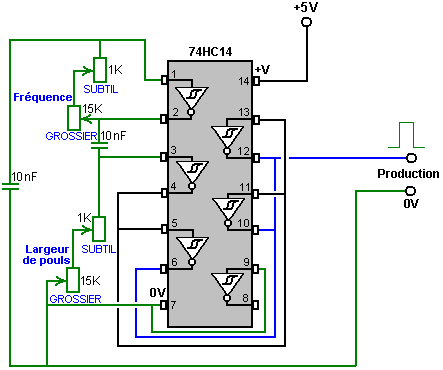 +5V
74HC14
+V
1K
SUBTIL
1
14
Fréquence
15K
GROSSIER
2
13
10nF
3
12
Production
10nF
4
11
0V
1K
SUBTIL
5
10
Largeur
de pouls
6
9
15K
GROSSIER
0V
7
8